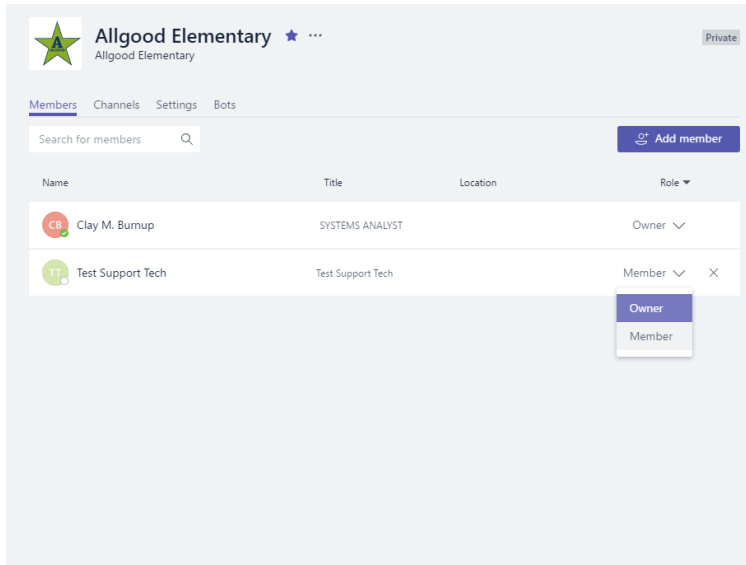 Allgood Elementary ...
Allgood Elementary
Private
Members Channels Settings Bots
Search for members
Add member
Name Title Location Role
CB Clay M. Burnup SYSTEMS ANALYST Owner
TT Test Support Tech Test Support Tech Member
Owner
Member